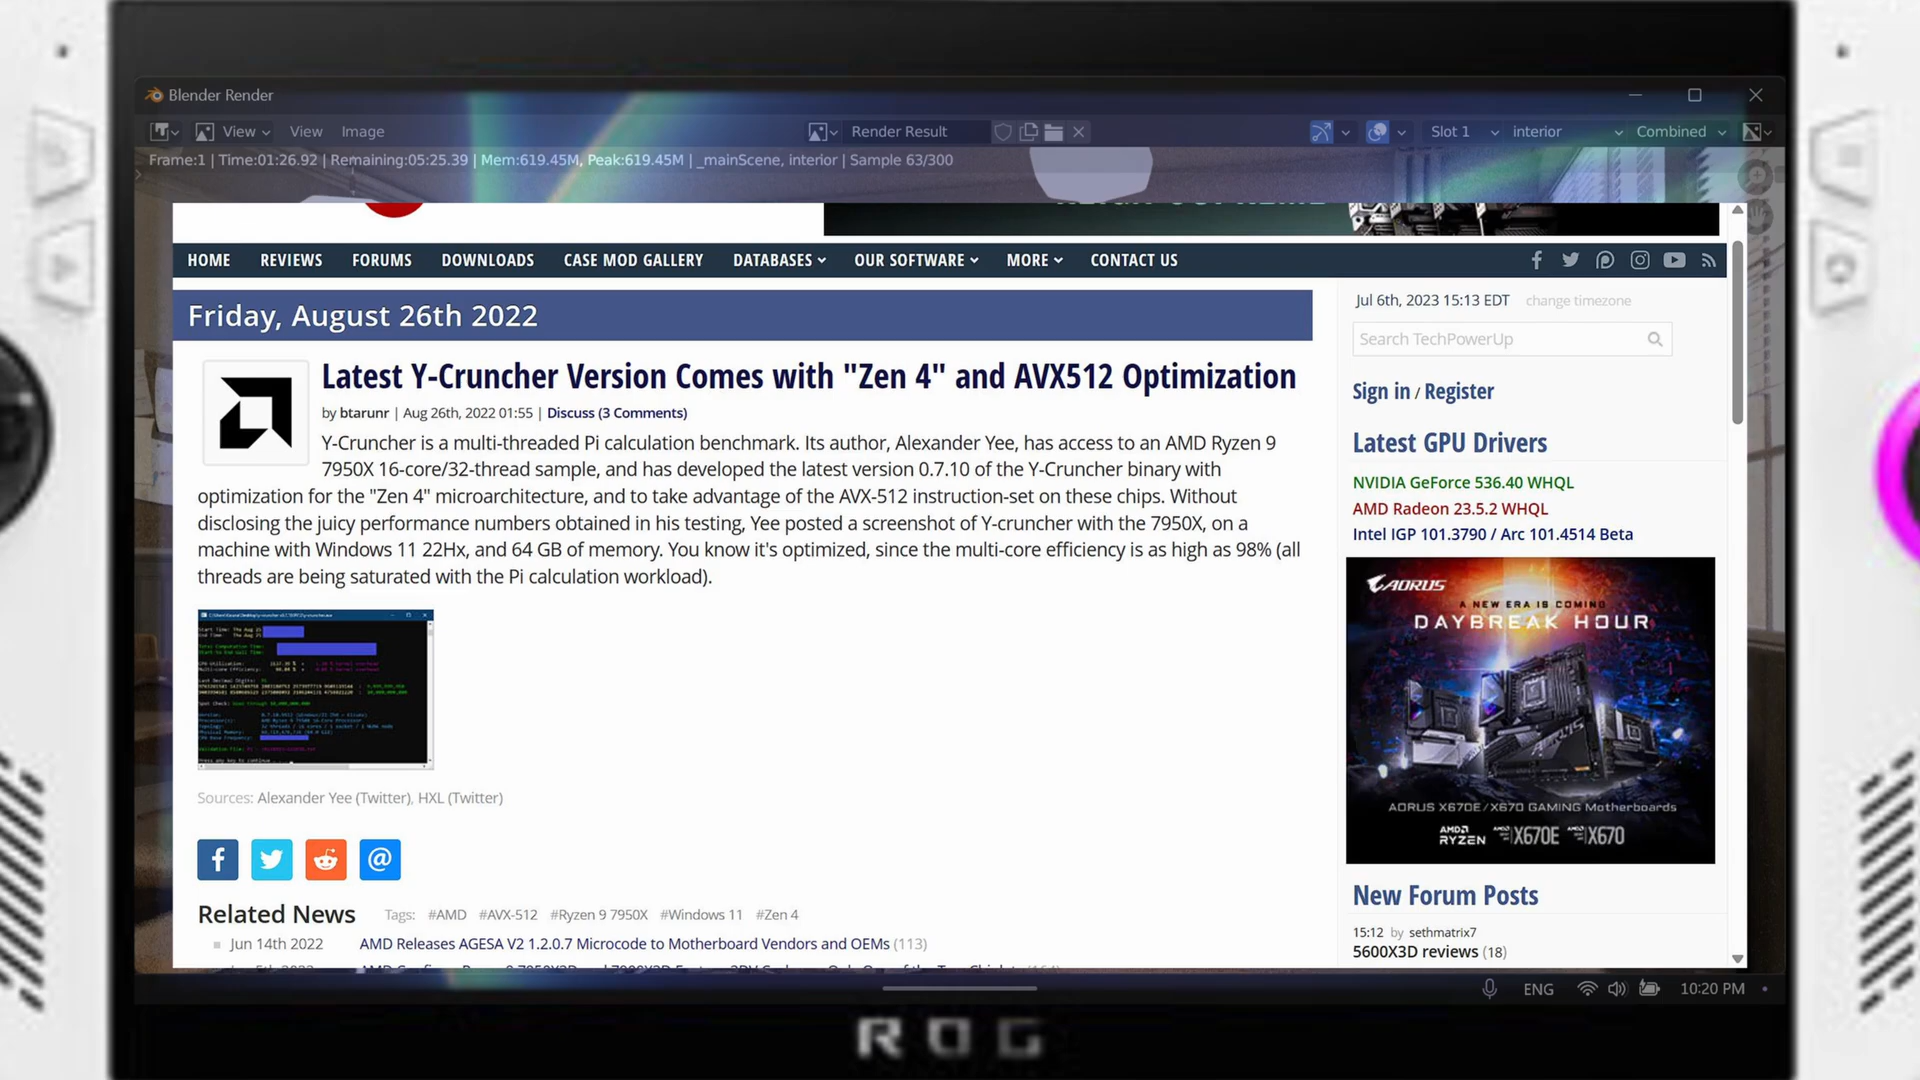 Blender Render
View
View
Image
Render Result
Slot 1
interior
Combined
Frame:1 | Time:01:26.92 | Remaining:05:25.39 | Mem:619.45M, Peak:619.45M | _mainScene, interior | Sample 63/300
HOME
REVIEWS
FORUMS
DOWNLOADS
CASE MOD GALLERY
DATABASES
OUR SOFTWARE
MORE
CONTACT US
Friday, August 26th 2022
Latest Y-Cruncher Version Comes with "Zen 4" and AVX512 Optimization
by btarunr | Aug 26th, 2022 01:55 | Discuss (3 Comments)
Y-Cruncher is a multi-threaded Pi calculation benchmark. Its author, Alexander Yee, has access to an AMD Ryzen 9
7950X 16-core/32-thread sample, and has developed the latest version 0.7.10 of the Y-Cruncher binary with
optimization for the "Zen 4" microarchitecture, and to take advantage of the AVX-512 instruction-set on these chips. Without
disclosing the juicy performance numbers obtained in his testing, Yee posted a screenshot of Y-cruncher with the 7950X, on a
machine with Windows 11 22Hx, and 64 GB of memory. You know it's optimized, since the multi-core efficiency is as high as 98% (all
threads are being saturated with the Pi calculation workload).
Sources: Alexander Yee (Twitter), HXL (Twitter)
Related News
Tags: #AMD #AVX-512 #Ryzen 9 7950X #Windows 11 #Zen 4
Jun 14th 2022 AMD Releases AGESA V2 1.2.0.7 Microcode to Motherboard Vendors and OEMs (113)
Jul 6th, 2023 15:13 EDT change timezone
Search TechPowerUp
Sign in / Register
Latest GPU Drivers
NVIDIA GeForce 536.40 WHQL
AMD Radeon 23.5.2 WHQL
Intel IGP 101.3790 / Arc 101.4514 Beta
AORUS
A NEW ERA IS COMING
DAYBREAK HOUR
AORUS X670E/X670 GAMING Motherboards
AMD RYZEN AMD X670E AMD X670
New Forum Posts
15:12 by sethmatrix7
5600X3D reviews (18)
ENG
10:20 PM
ROG